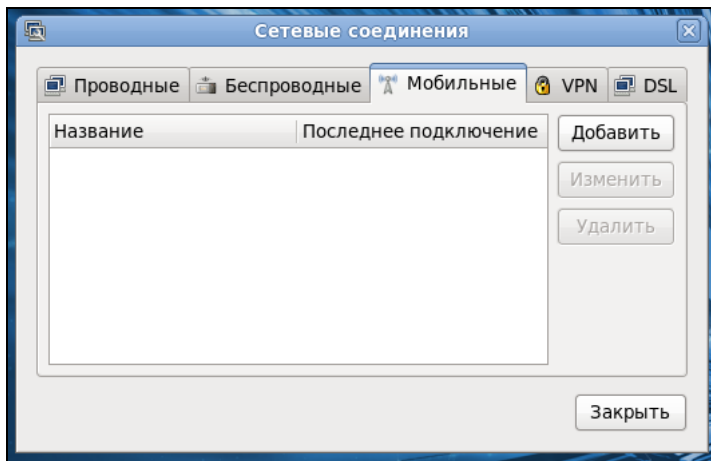 Сетевые соединения
Проводные Беспроводные Мобильные VPN DSL
Название Последнее подключение Добавить
Изменить
Удалить
Закрыть